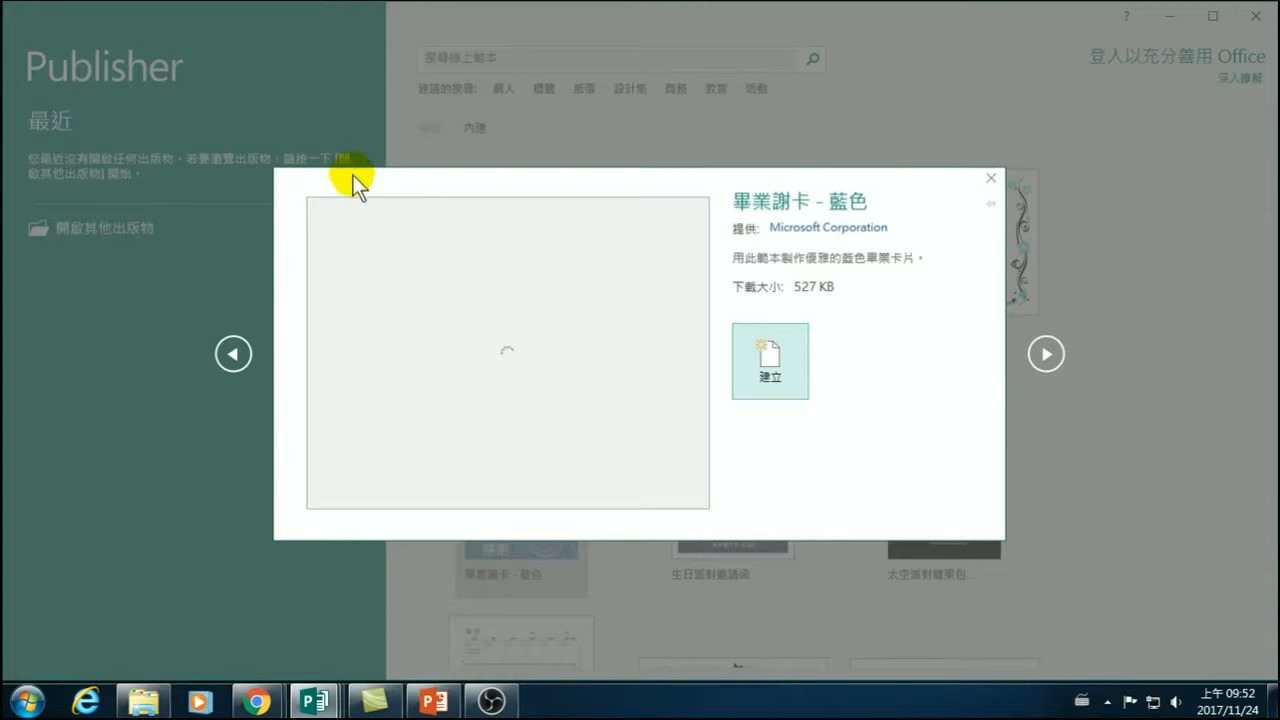 ?
Publisher
搜尋線上範本
登入以充分善用 Office
深入瞭解
建議的搜尋: 個人 標籤 紙張 設計集 商務 教育 活動
最近
內建
您最近沒有開啟任何出版物。若要瀏覽出版物，請按一下 [開
啟其他出版物] 開始。
開啟其他出版物
畢業謝卡 - 藍色
提供: Microsoft Corporation
用此範本製作優雅的藍色畢業卡片。
下載大小: 527 KB
建立
畢業謝卡 - 藍色
生日派對邀請函
太空派對糖果包...
上午 09:52
2017/11/24